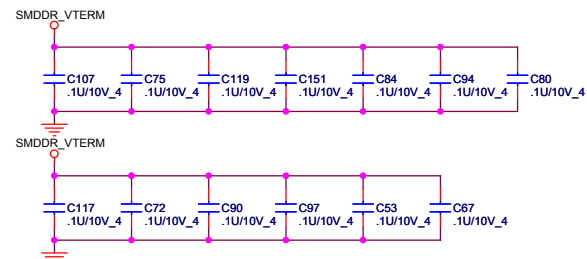 SMDDR_VTERM
C107 C75 C119 C151 C84 C94 C80
.1U/10V_4 .1U/10V_4 .1U/10V_4 .1U/10V_4 .1U/10V_4 .1U/10V_4 .1U/10V_4
SMDDR_VTERM
C117 C72 C90 C97 C53 C67
.1U/10V_4 .1U/10V_4 .1U/10V_4 .1U/10V_4 .1U/10V_4 .1U/10V_4